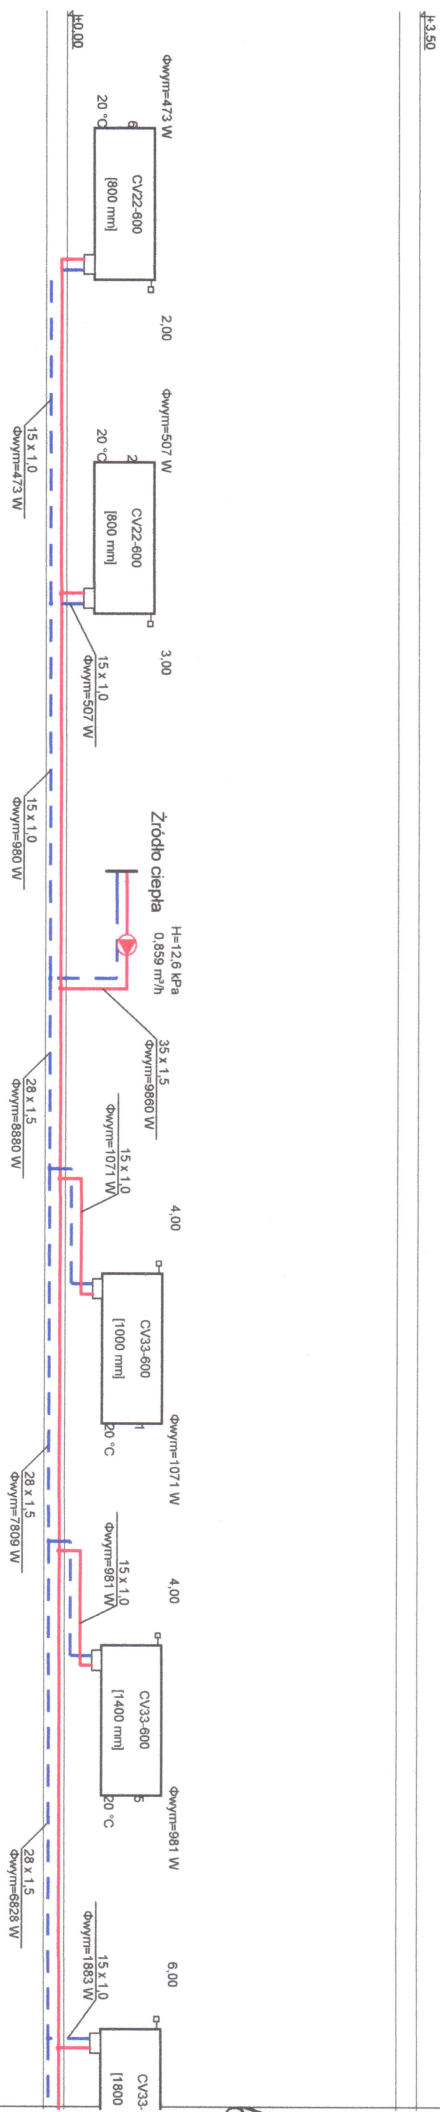 +3.50
±0.00
Φwym=473 W
6
20 °C
CV22-600
[800 mm]
2,00
15 x 1,0
Φwym=473 W
Φwym=507 W
2
20 °C
CV22-600
[800 mm]
3,00
15 x 1,0
Φwym=507 W
15 x 1,0
Φwym=980 W
Źródło ciepła
H=12,6 kPa
0,859 m³/h
35 x 1,5
Φwym=9860 W
28 x 1,5
Φwym=8880 W
15 x 1,0
Φwym=1071 W
4,00
CV33-600
[1000 mm]
1
20 °C
Φwym=1071 W
28 x 1,5
Φwym=7809 W
15 x 1,0
Φwym=981 W
4,00
CV33-600
[1400 mm]
5
20 °C
Φwym=981 W
28 x 1,5
Φwym=6828 W
15 x 1,0
Φwym=1883 W
6,00
CV33-
[1800